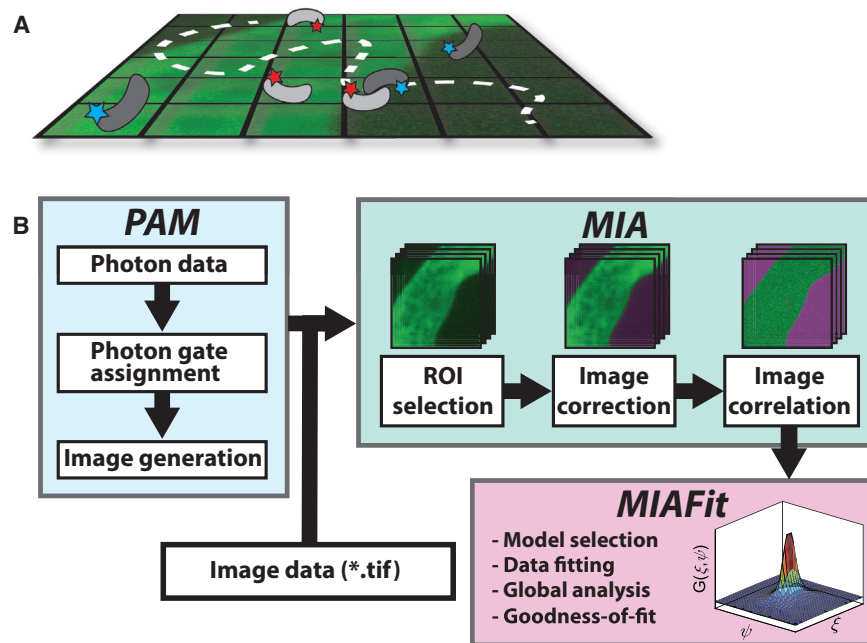 A
B
PAM
Photon data
Photon gate
assignment
Image generation
Image data (*.tif)
MIA
ROI
selection
Image
correction
Image
correlation
MIAFit
- Model selection
- Data fitting
- Global analysis
- Goodness-of-fit
G(ξ,ψ)
ψ
ξ